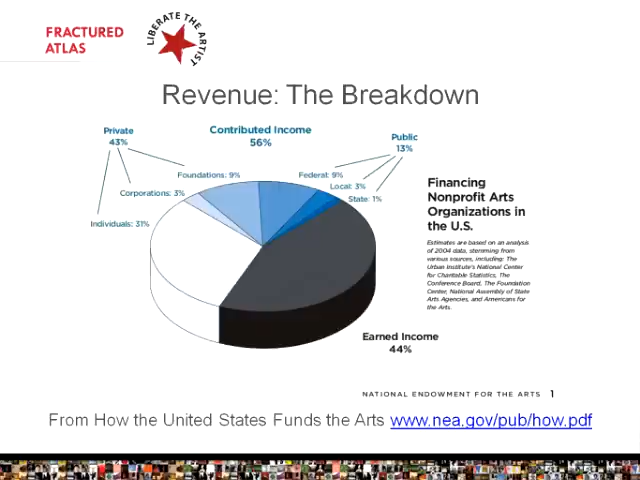 FRACTURED
ATLAS
LIBERATE THE ARTIST
Revenue: The Breakdown
Private
43%
Contributed Income
56%
Public
13%
Foundations: 9%
Federal: 9%
Corporations: 3%
Local: 3%
State: 1%
Individuals: 31%
Financing
Nonprofit Arts
Organizations in
the U.S.
Estimates are based on an analysis
of 2004 data, stemming from
various sources, including: The
Urban Institute's National Center
for Charitable Statistics, The
Conference Board, The Foundation
Center, National Assembly of State
Arts Agencies, and Americans for
the Arts.
Earned Income
44%
NATIONAL ENDOWMENT FOR THE ARTS 1
From How the United States Funds the Arts www.nea.gov/pub/how.pdf